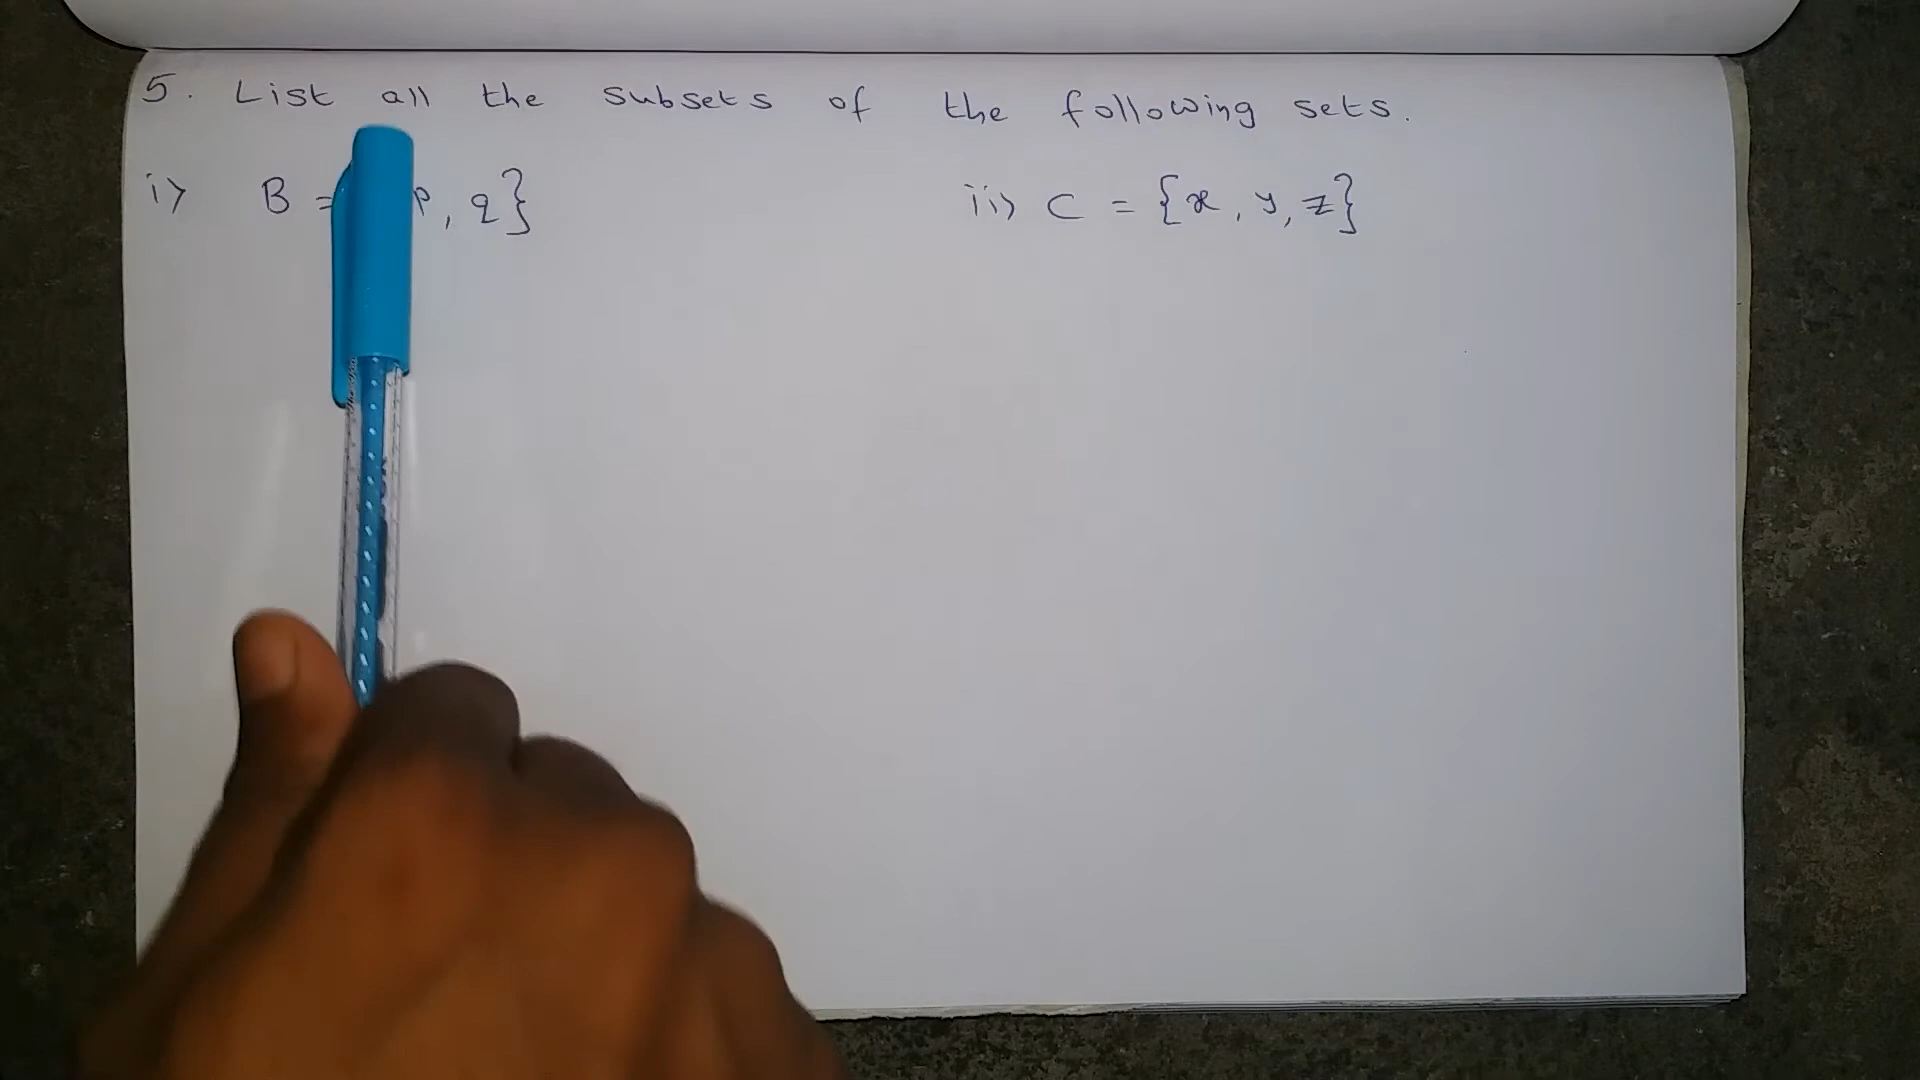 5. List all the subsets of the following sets.
i) B = p, q} ii) C = {x, y, z}